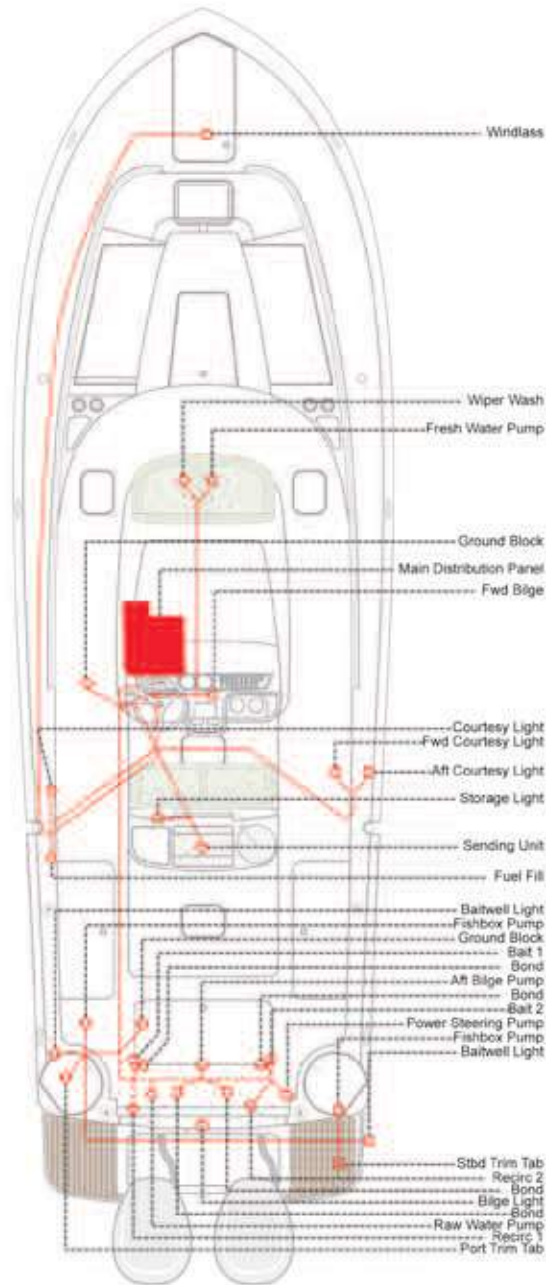 Windlass
Wiper Wash
Fresh Water Pump
Ground Block
Main Distribution Panel
Fwd Bilge
Courtesy Light
Fwd Courtesy Light
Aft Courtesy Light
Storage Light
Sending Unit
Fuel Fill
Baitwell Light
Fishbox Pump
Ground Block
Bait 1
Bond
Aft Bilge Pump
Bond
Bait 2
Power Steering Pump
Fishbox Pump
Baitwell Light
Stbd Trim Tab
Recirc 2
Bond
Bilge Light
Bond
Raw Water Pump
Recirc 1
Port Trim Tab